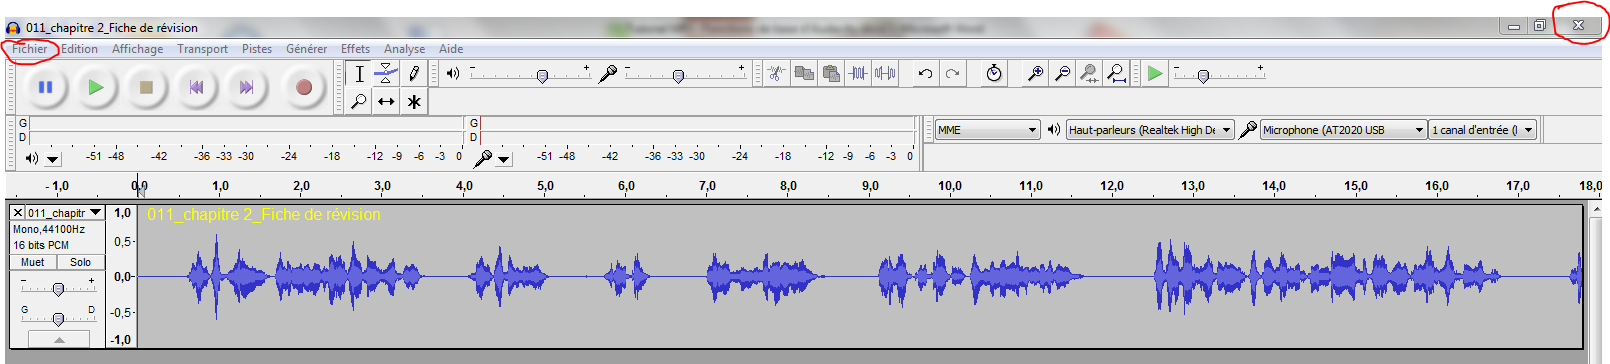 011_chapitre 2_Fiche de révision
Fichier Edition Affichage Transport Pistes Générer Effets Analyse Aide
G
D
-51 -48 -42 -36 -33 -30 -24 -18 -12 -9 -6 -3 0
G
D
-51 -48 -42 -36 -33 -30 -24 -18 -12 -9 -6 -3 0
MME
Haut-parleurs (Realtek High De
Microphone (AT2020 USB
1 canal d'entrée (I
- 1,0 0,0 1,0 2,0 3,0 4,0 5,0 6,0 7,0 8,0 9,0 10,0 11,0 12,0 13,0 14,0 15,0 16,0 17,0 18,0
011_chapitr
Mono,44100Hz
16 bits PCM
Muet Solo
- +
G D
1,0
0,5
0,0
-0,5
-1,0
011_chapitre 2_Fiche de révision